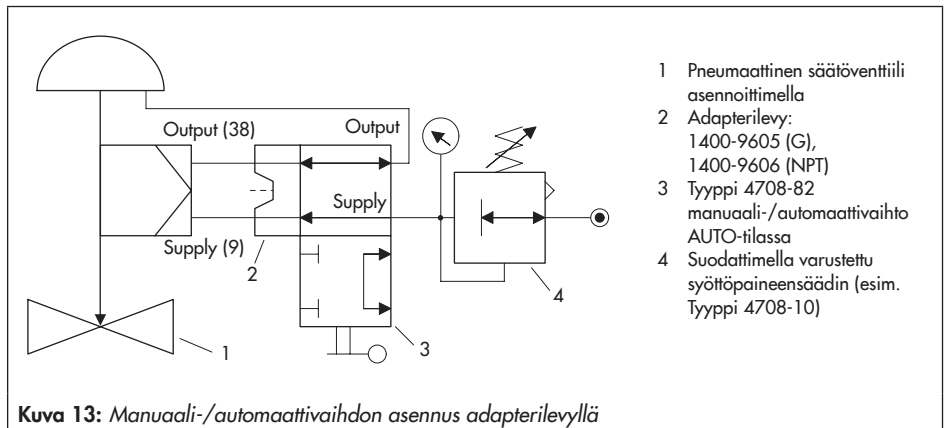 Output (38)
Output
Supply
Supply (9)
2
3
4
1
1 Pneumaattinen säätöventtiili
asennoittimella
2 Adapterilevy:
1400-9605 (G),
1400-9606 (NPT)
3 Tyyppi 4708-82
manuaali-/automaattivaihto
AUTO-tilassa
4 Suodattimella varustettu
syöttöpaineensäädin (esim.
Tyyppi 4708-10)
Kuva 13: Manuaali-/automaattivaihdon asennus adapterilevyllä